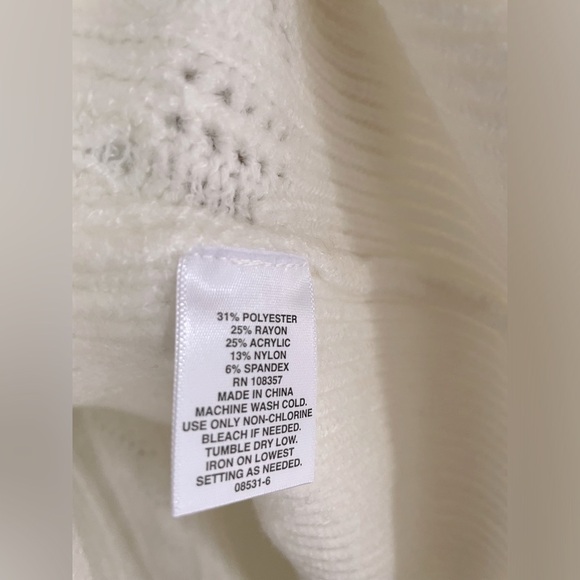 31% POLYESTER
25% RAYON
25% ACRYLIC
13% NYLON
6% SPANDEX
RN 108357
MADE IN CHINA
MACHINE WASH COLD.
USE ONLY NON-CHLORINE
BLEACH IF NEEDED.
TUMBLE DRY LOW.
IRON ON LOWEST
SETTING AS NEEDED.
08531-6